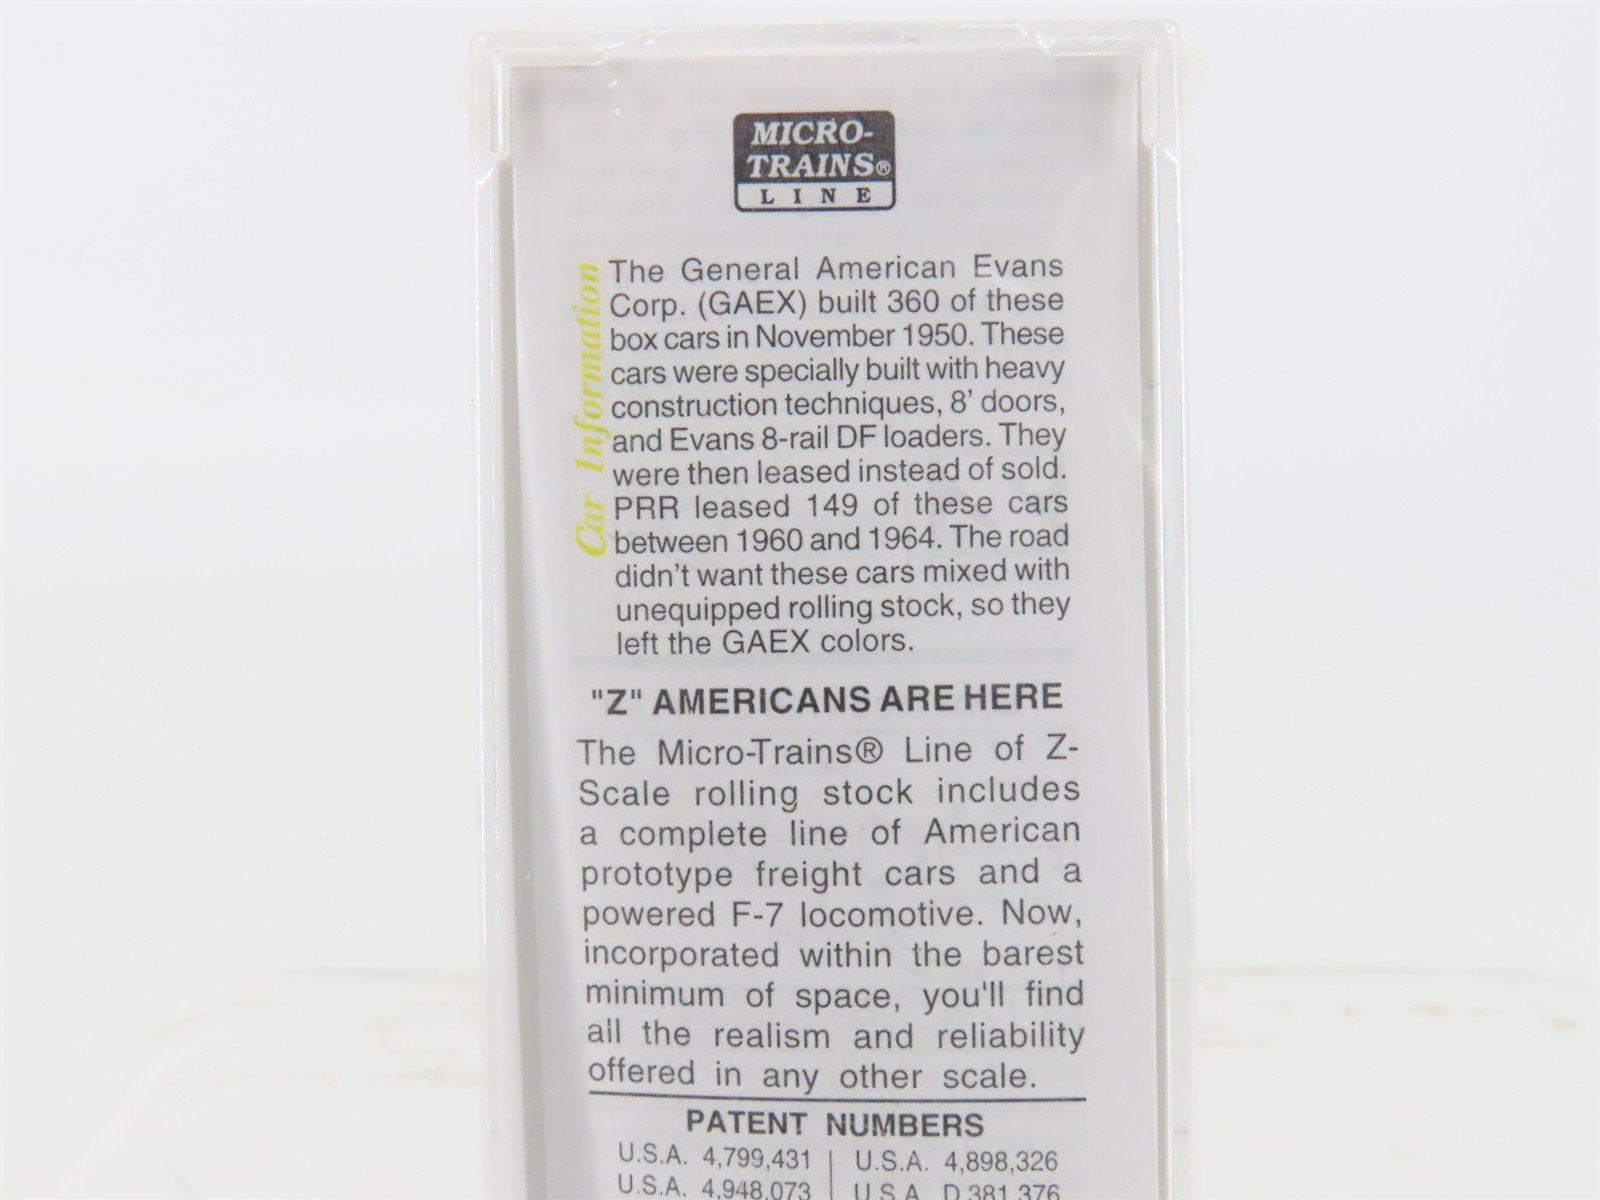 MICRO-
TRAINS®
LINE
Car Information
The General American Evans
Corp. (GAEX) built 360 of these
box cars in November 1950. These
cars were specially built with heavy
construction techniques, 8' doors,
and Evans 8-rail DF loaders. They
were then leased instead of sold.
PRR leased 149 of these cars
between 1960 and 1964. The road
didn't want these cars mixed with
unequipped rolling stock, so they
left the GAEX colors.
"Z" AMERICANS ARE HERE
The Micro-Trains® Line of Z-
Scale rolling stock includes
a complete line of American
prototype freight cars and a
powered F-7 locomotive. Now,
incorporated within the barest
minimum of space, you'll find
all the realism and reliability
offered in any other scale.
PATENT NUMBERS
U.S.A. 4,799,431 | U.S.A. 4,898,326
U.S.A. 4,948,073 | U.S.A. D,381,376